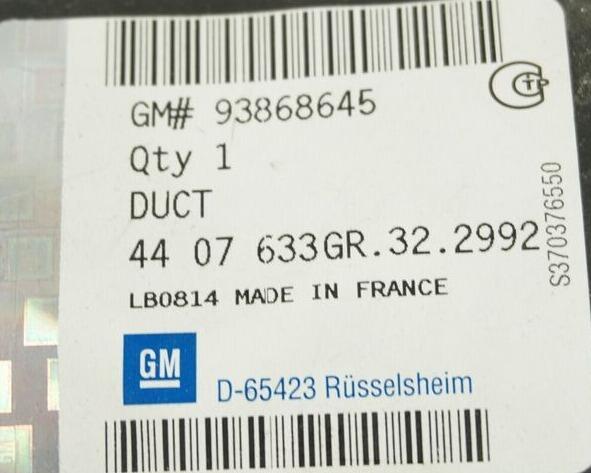 GM# 93868645
Qty 1
DUCT
44 07 633GR.32.2992
LB0814 MADE IN FRANCE
GM
D-65423 Rüsselsheim
S370376550